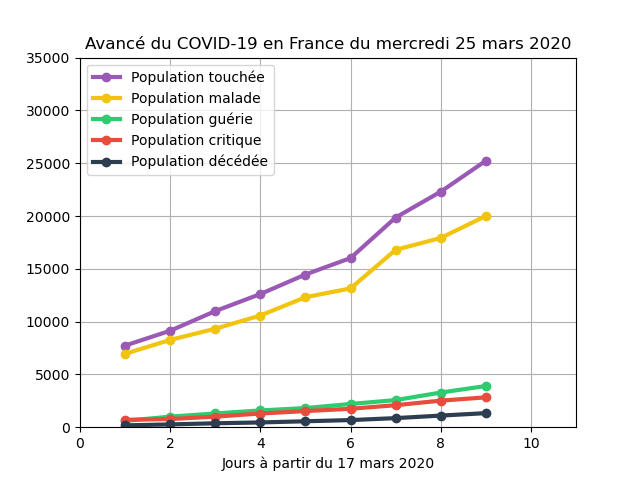 Avancé du COVID-19 en France du mercredi 25 mars 2020
35000
30000
25000
20000
15000
10000
5000
0
Population touchée
Population malade
Population guérie
Population critique
Population décédée
0 2 4 6 8 10
Jours à partir du 17 mars 2020